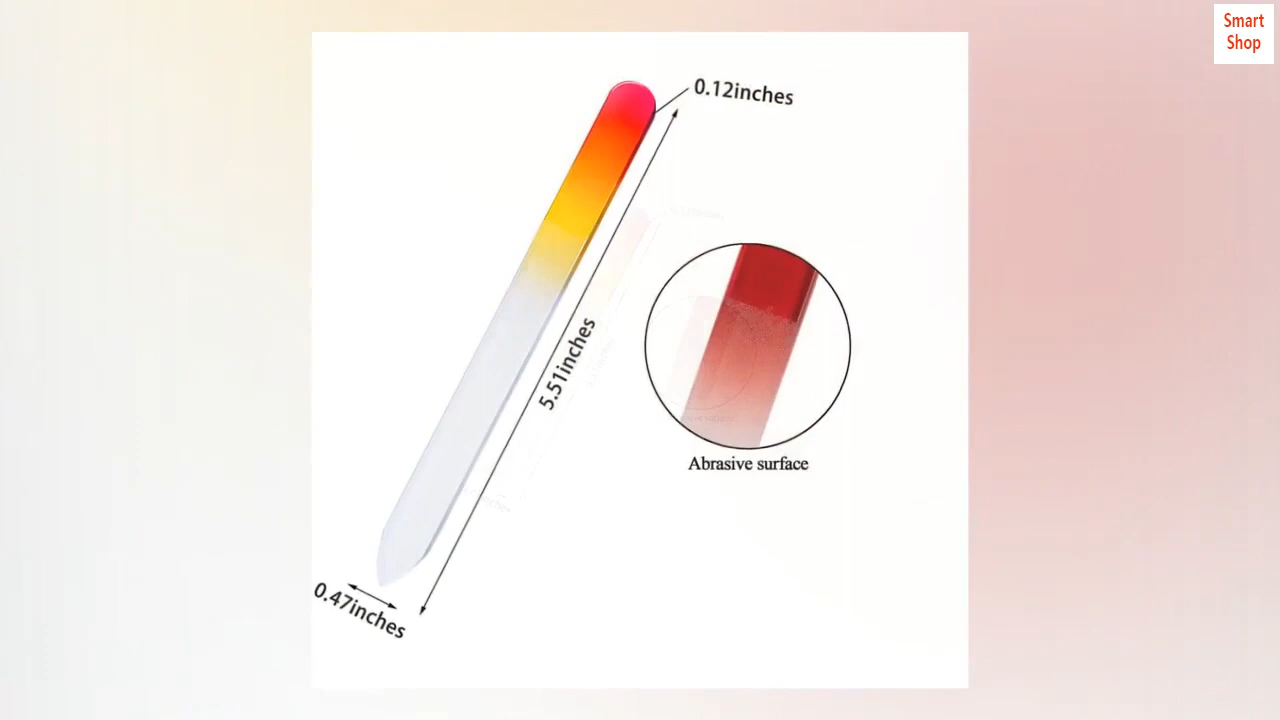 Smart
Shop
0.12inches
5.51inches
Abrasive surface
0.47inches